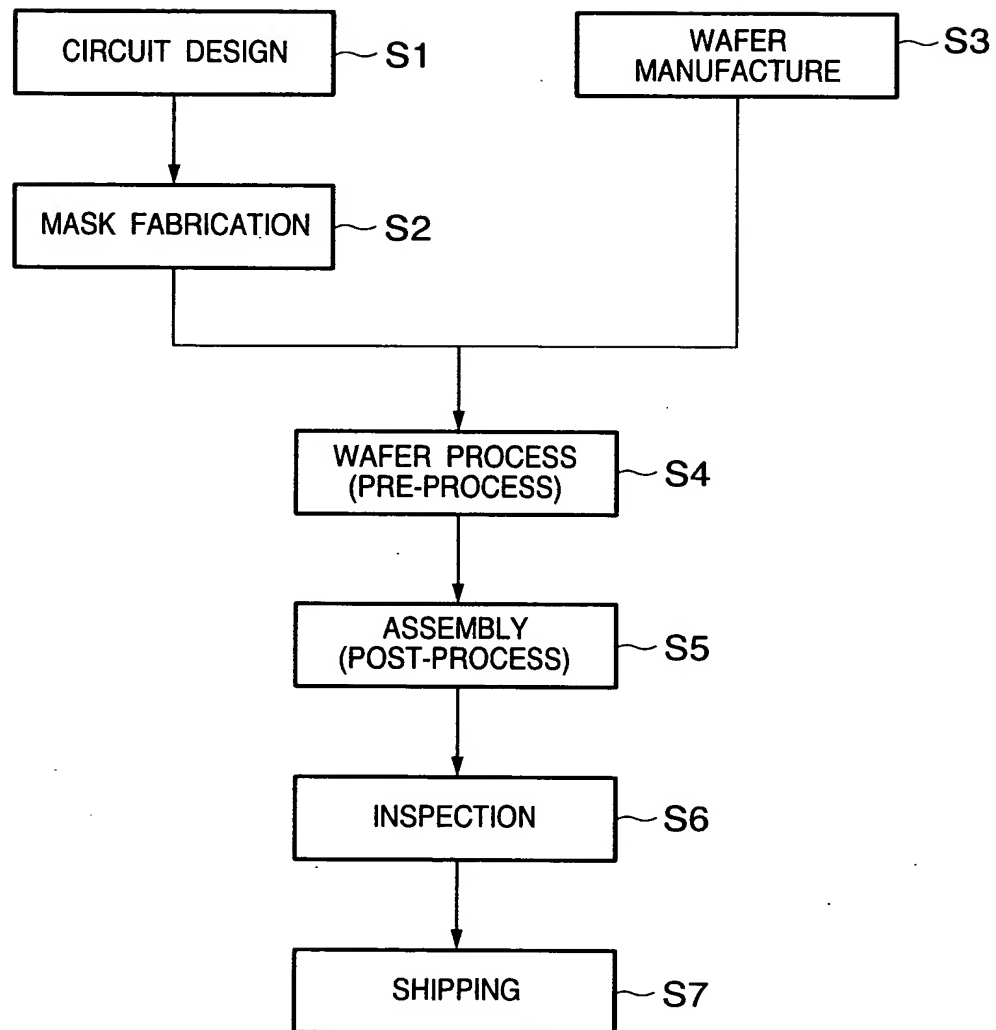 CIRCUIT DESIGN
S1
WAFER
MANUFACTURE
S3
MASK FABRICATION
S2
WAFER PROCESS
(PRE-PROCESS)
S4
ASSEMBLY
(POST-PROCESS)
S5
INSPECTION
S6
SHIPPING
S7